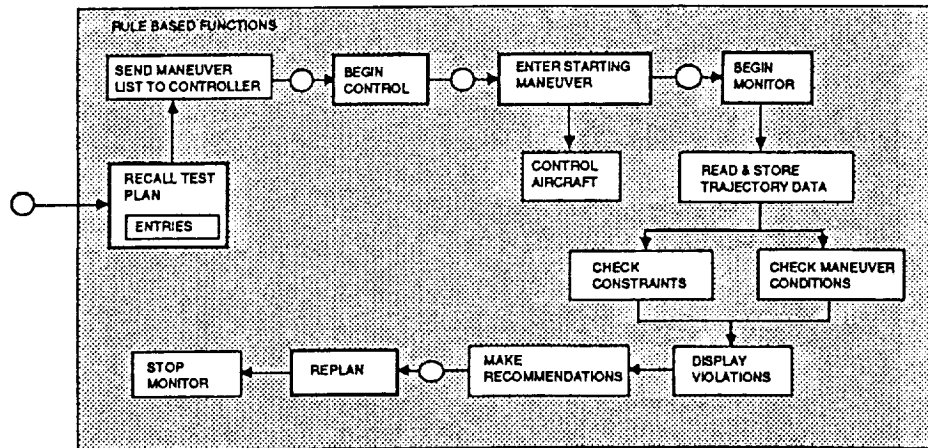 RULE BASED FUNCTIONS
SEND MANEUVER
LIST TO CONTROLLER
BEGIN
CONTROL
ENTER STARTING
MANEUVER
BEGIN
MONITOR
RECALL TEST
PLAN
ENTRIES
CONTROL
AIRCRAFT
READ & STORE
TRAJECTORY DATA
CHECK
CONSTRAINTS
CHECK MANEUVER
CONDITIONS
STOP
MONITOR
REPLAN
MAKE
RECOMMENDATIONS
DISPLAY
VIOLATIONS